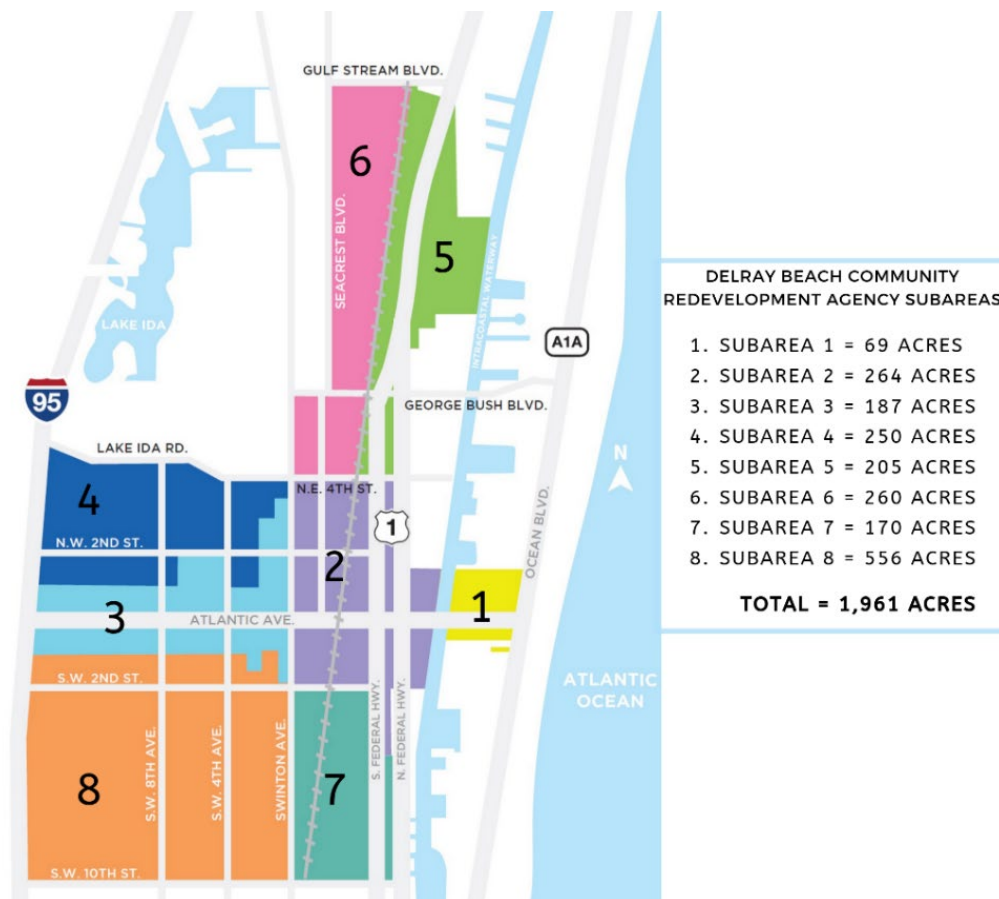 GULF STREAM BLVD.
6
SEACREST BLVD.
5
INTRACOASTAL WATERWAY
LAKE IDA
A1A
95
GEORGE BUSH BLVD.
LAKE IDA RD.
N
N.E. 4TH ST.
4
1
OCEAN BLVD.
N.W. 2ND ST.
2
1
3
ATLANTIC AVE.
S.W. 2ND ST.
ATLANTIC
OCEAN
S.W. 8TH AVE.
S.W. 4TH AVE.
SWINTON AVE.
S. FEDERAL HWY.
N. FEDERAL HWY.
8
7
S.W. 10TH ST.
DELRAY BEACH COMMUNITY
REDEVELOPMENT AGENCY SUBAREAS
1. SUBAREA 1 = 69 ACRES
2. SUBAREA 2 = 264 ACRES
3. SUBAREA 3 = 187 ACRES
4. SUBAREA 4 = 250 ACRES
5. SUBAREA 5 = 205 ACRES
6. SUBAREA 6 = 260 ACRES
7. SUBAREA 7 = 170 ACRES
8. SUBAREA 8 = 556 ACRES
TOTAL = 1,961 ACRES